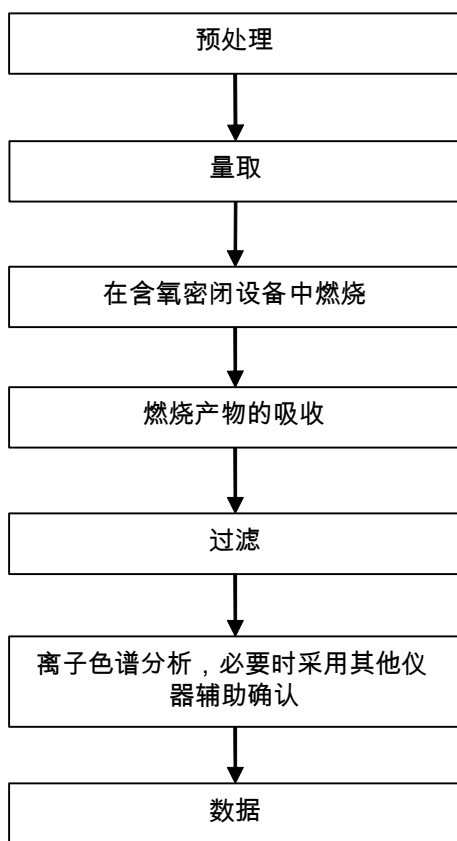 预处理
量取
在含氧密闭设备中燃烧
燃烧产物的吸收
过滤
离子色谱分析，必要时采用其他仪
器辅助确认
数据